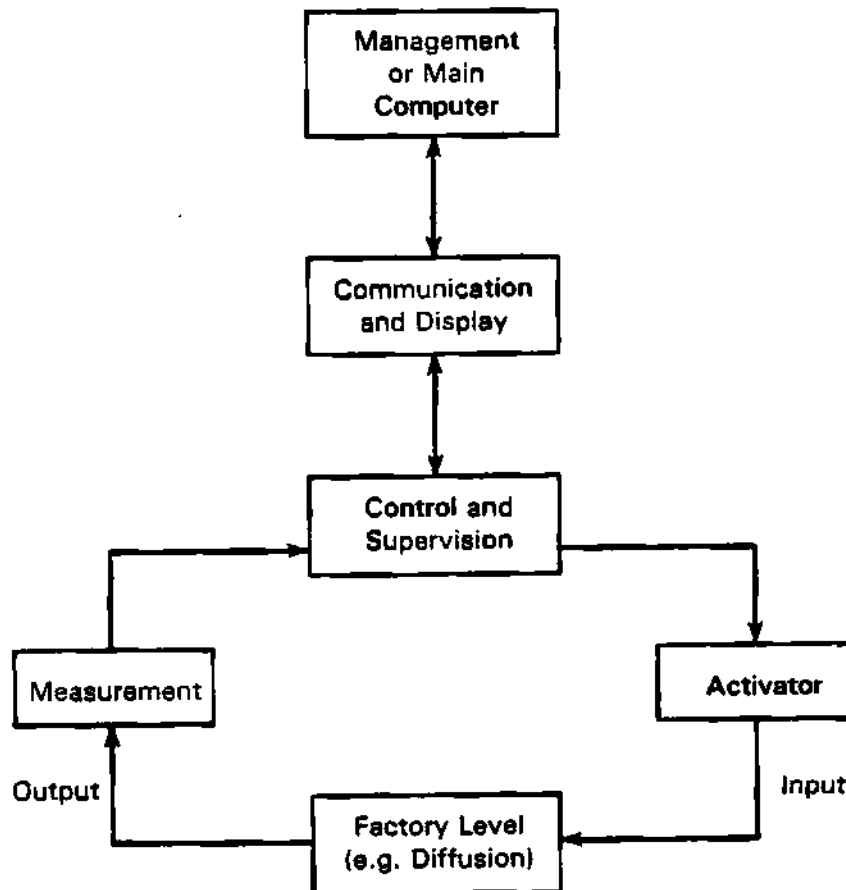 Management
or Main
Computer
Communication
and Display
Control and
Supervision
Measurement
Activator
Output
Input
Factory Level
(e.g. Diffusion)